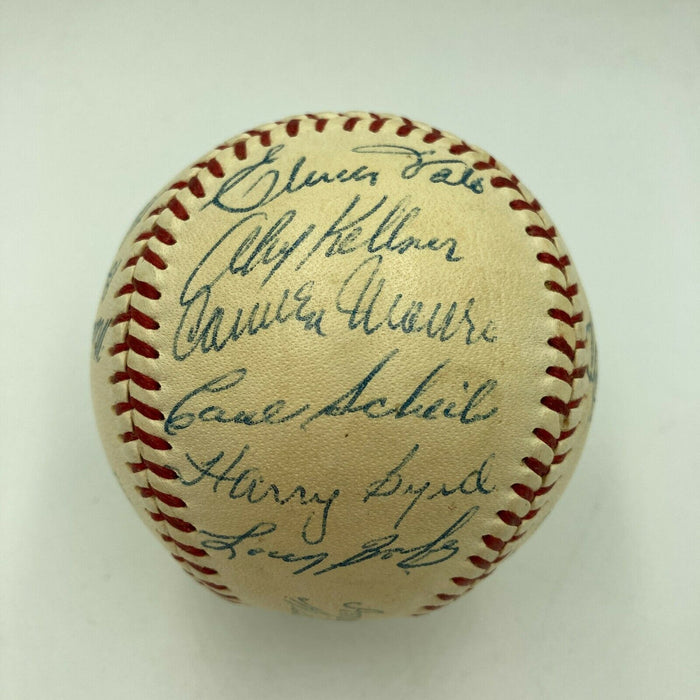 Elmer Valo
Alex Kellner
Carmen Mauro
Carl Scheib
Harry Byrd